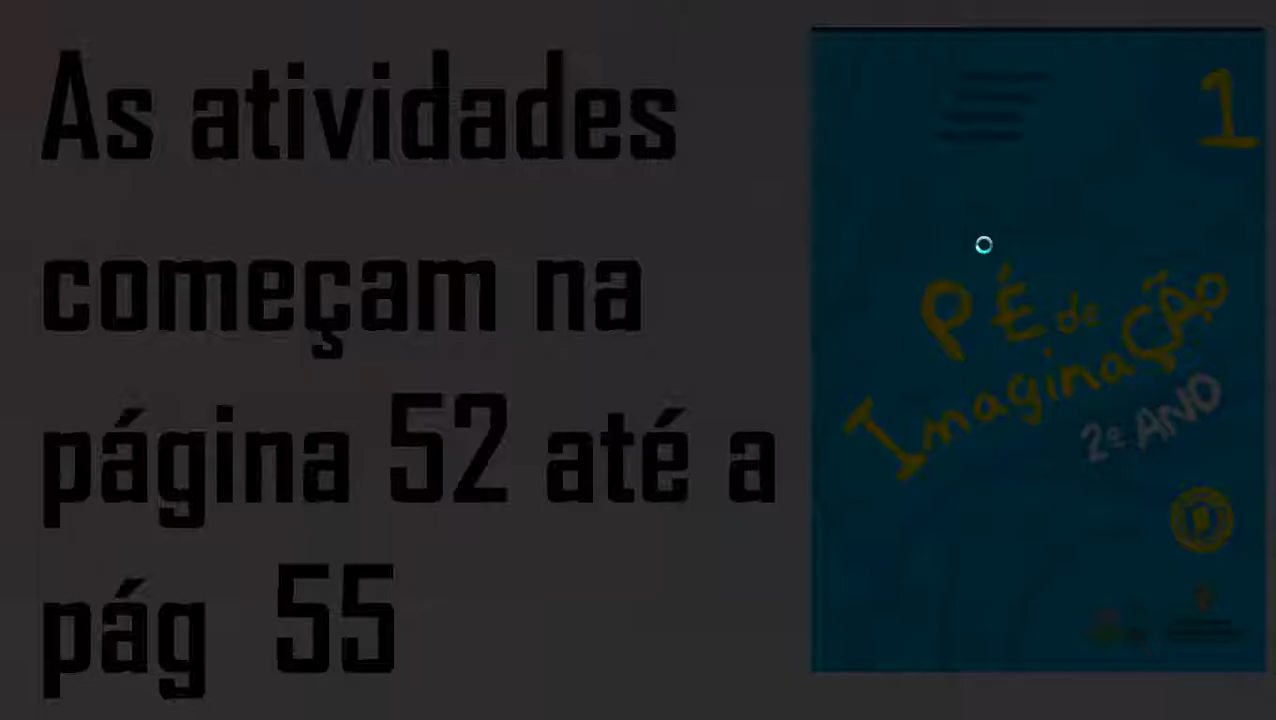 As atividades
começam na
página 52 até a
pág 55
1
PÉ de
ImaginaÇÃO
2º ANO